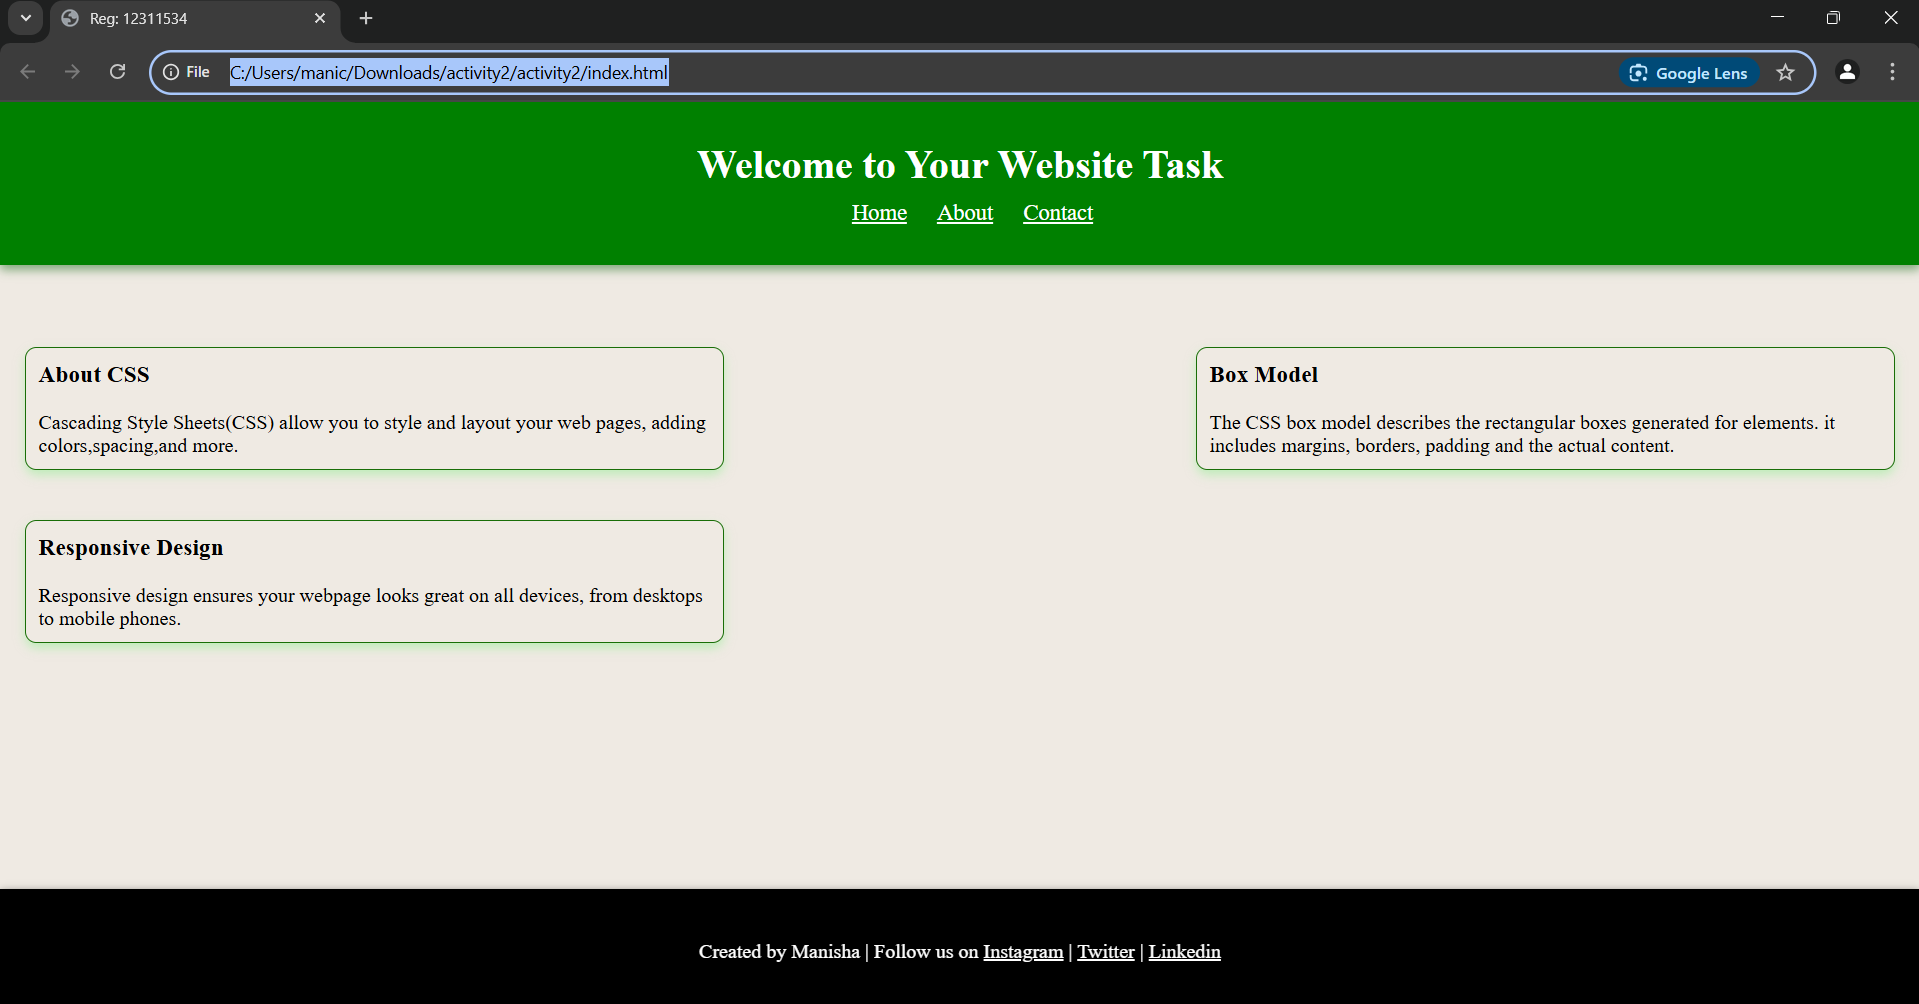 Reg: 12311534
File C:/Users/manic/Downloads/activity2/activity2/index.html Google Lens
Welcome to Your Website Task
Home About Contact
About CSS
Cascading Style Sheets(CSS) allow you to style and layout your web pages, adding
colors,spacing,and more.
Box Model
The CSS box model describes the rectangular boxes generated for elements. it
includes margins, borders, padding and the actual content.
Responsive Design
Responsive design ensures your webpage looks great on all devices, from desktops
to mobile phones.
Created by Manisha | Follow us on Instagram | Twitter | Linkedin